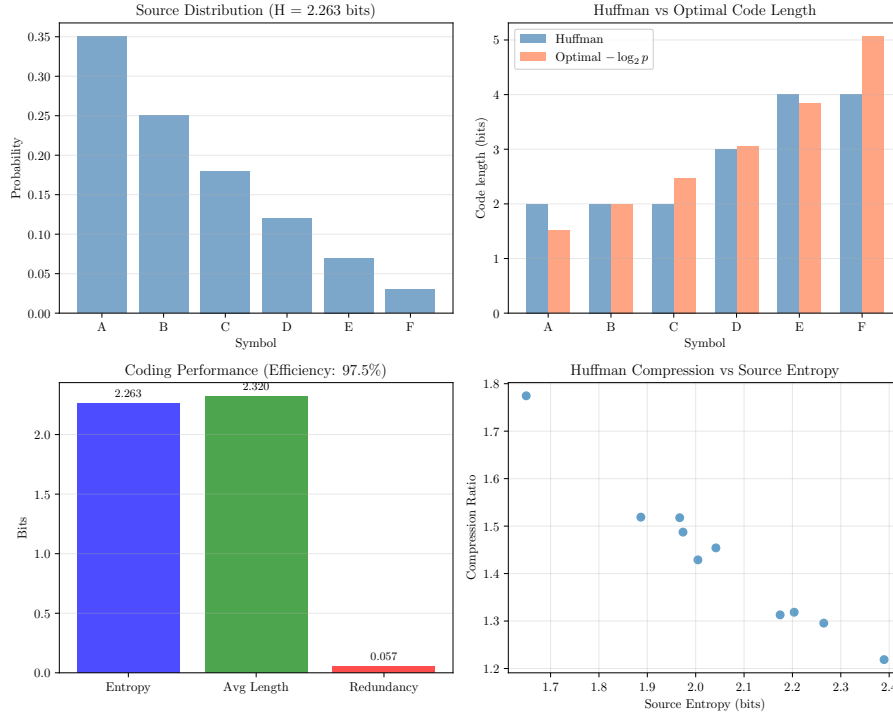 Source Distribution (H = 2.263 bits)
0.35
0.30
0.25
0.20
0.15
0.10
0.05
0.00
Probability
A B C D E F
Symbol
Huffman vs Optimal Code Length
Huffman
Optimal − log₂ p
5
4
3
2
1
0
Code length (bits)
A B C D E F
Symbol
Coding Performance (Efficiency: 97.5%)
2.263
2.320
0.057
2.0
1.5
1.0
0.5
0.0
Bits
Entropy Avg Length Redundancy
Huffman Compression vs Source Entropy
1.8
1.7
1.6
1.5
1.4
1.3
1.2
Compression Ratio
1.7 1.8 1.9 2.0 2.1 2.2 2.3
Source Entropy (bits)